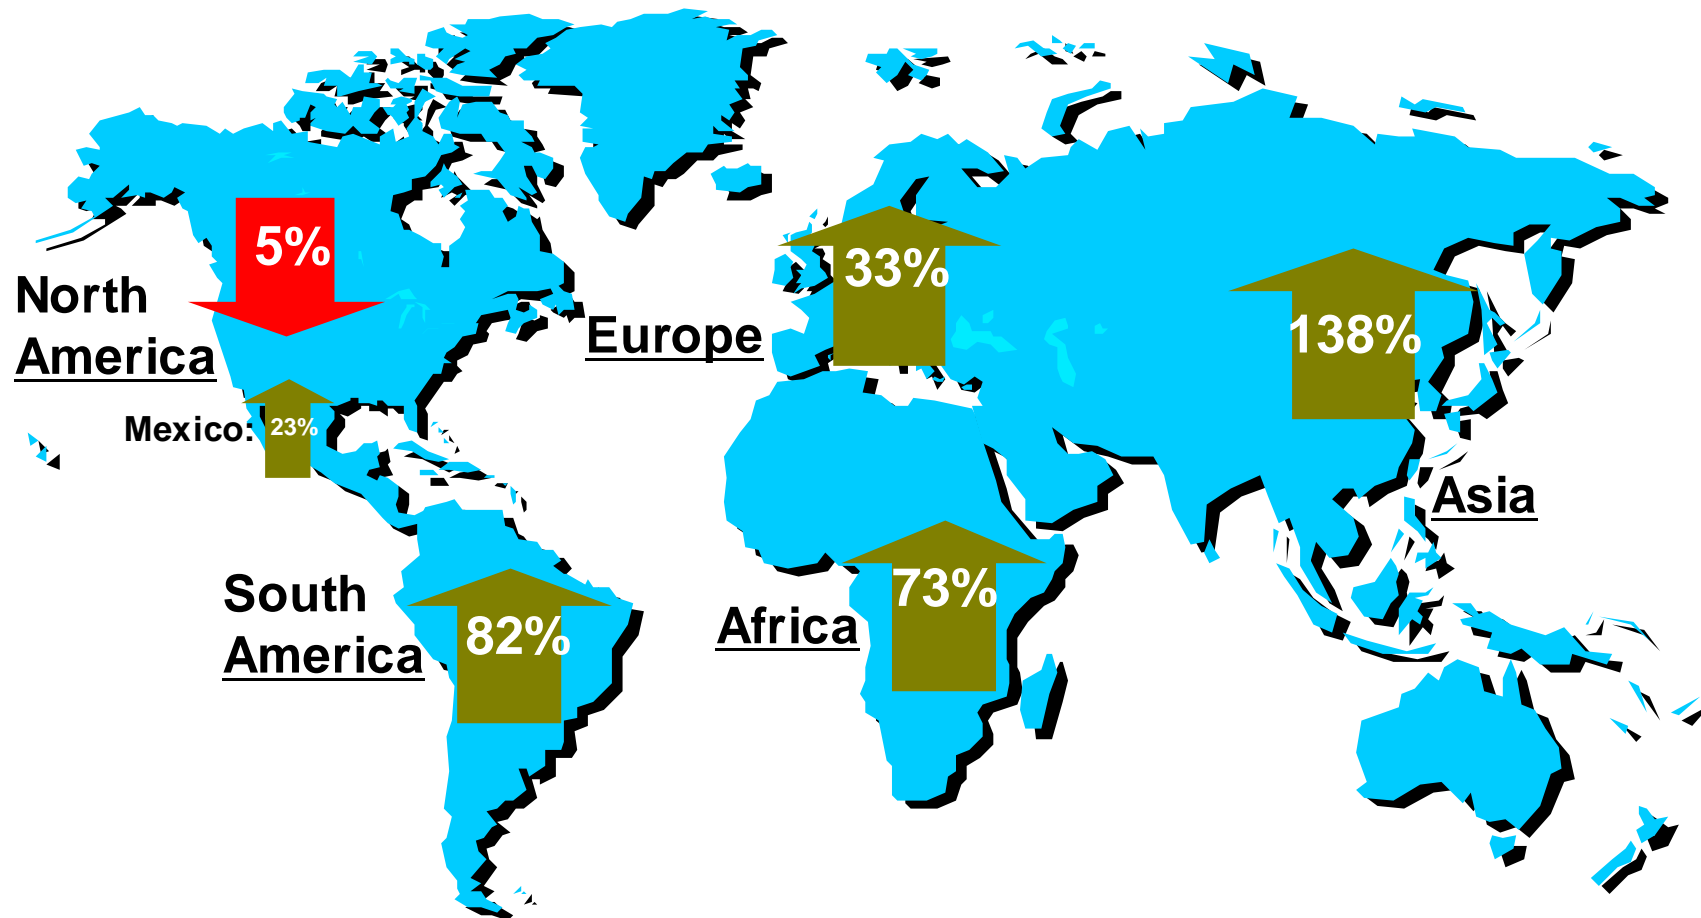 5%
North
America
Mexico: 23%
33%
Europe
138%
Asia
South
America
82%
Africa
73%